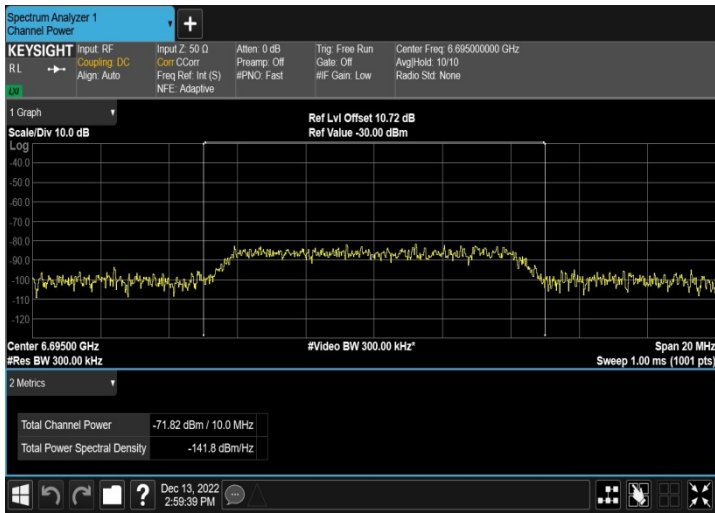 Spectrum Analyzer 1
Channel Power
+
KEYSIGHT Input: RF Input Z: 50 Ω Atten: 0 dB Trig: Free Run Center Freq: 6.695000000 GHz
RL Coupling: DC Corr CCorr Preamp: Off Gate: Off Avg|Hold: 10/10
Align: Auto Freq Ref: Int (S) #PNO: Fast #IF Gain: Low Radio Std: None
LXI NFE: Adaptive
1 Graph
Ref Lvl Offset 10.72 dB
Scale/Div 10.0 dB Ref Value -30.00 dBm
Log
-40.0
-50.0
-60.0
-70.0
-80.0
-90.0
-100
-110
-120
Center 6.69500 GHz #Video BW 300.00 kHz* Span 20 MHz
#Res BW 300.00 kHz Sweep 1.00 ms (1001 pts)
2 Metrics
Total Channel Power -71.82 dBm / 10.0 MHz
Total Power Spectral Density -141.8 dBm/Hz
? Dec 13, 2022
2:59:39 PM